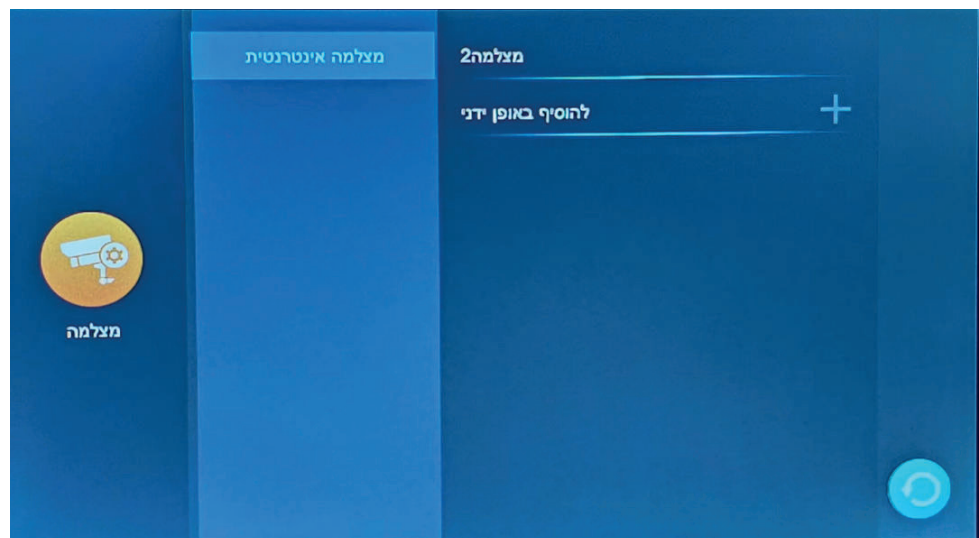 מצלמה אינטרנטית
מצלמה2
להוסיף באופן ידני
מצלמה